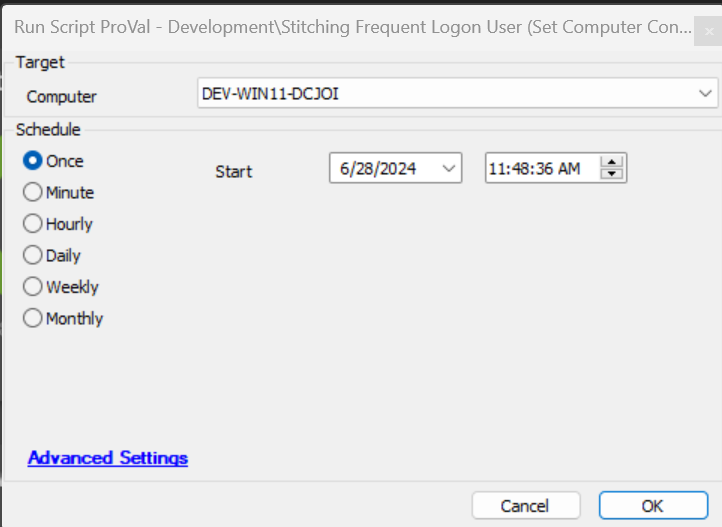 Run Script ProVal - Development\Stitching Frequent Logon User (Set Computer Con...
Target
Computer DEV-WIN11-DCJOI
Schedule
Once Start 6/28/2024 11:48:36 AM
Minute
Hourly
Daily
Weekly
Monthly
Advanced Settings
Cancel OK